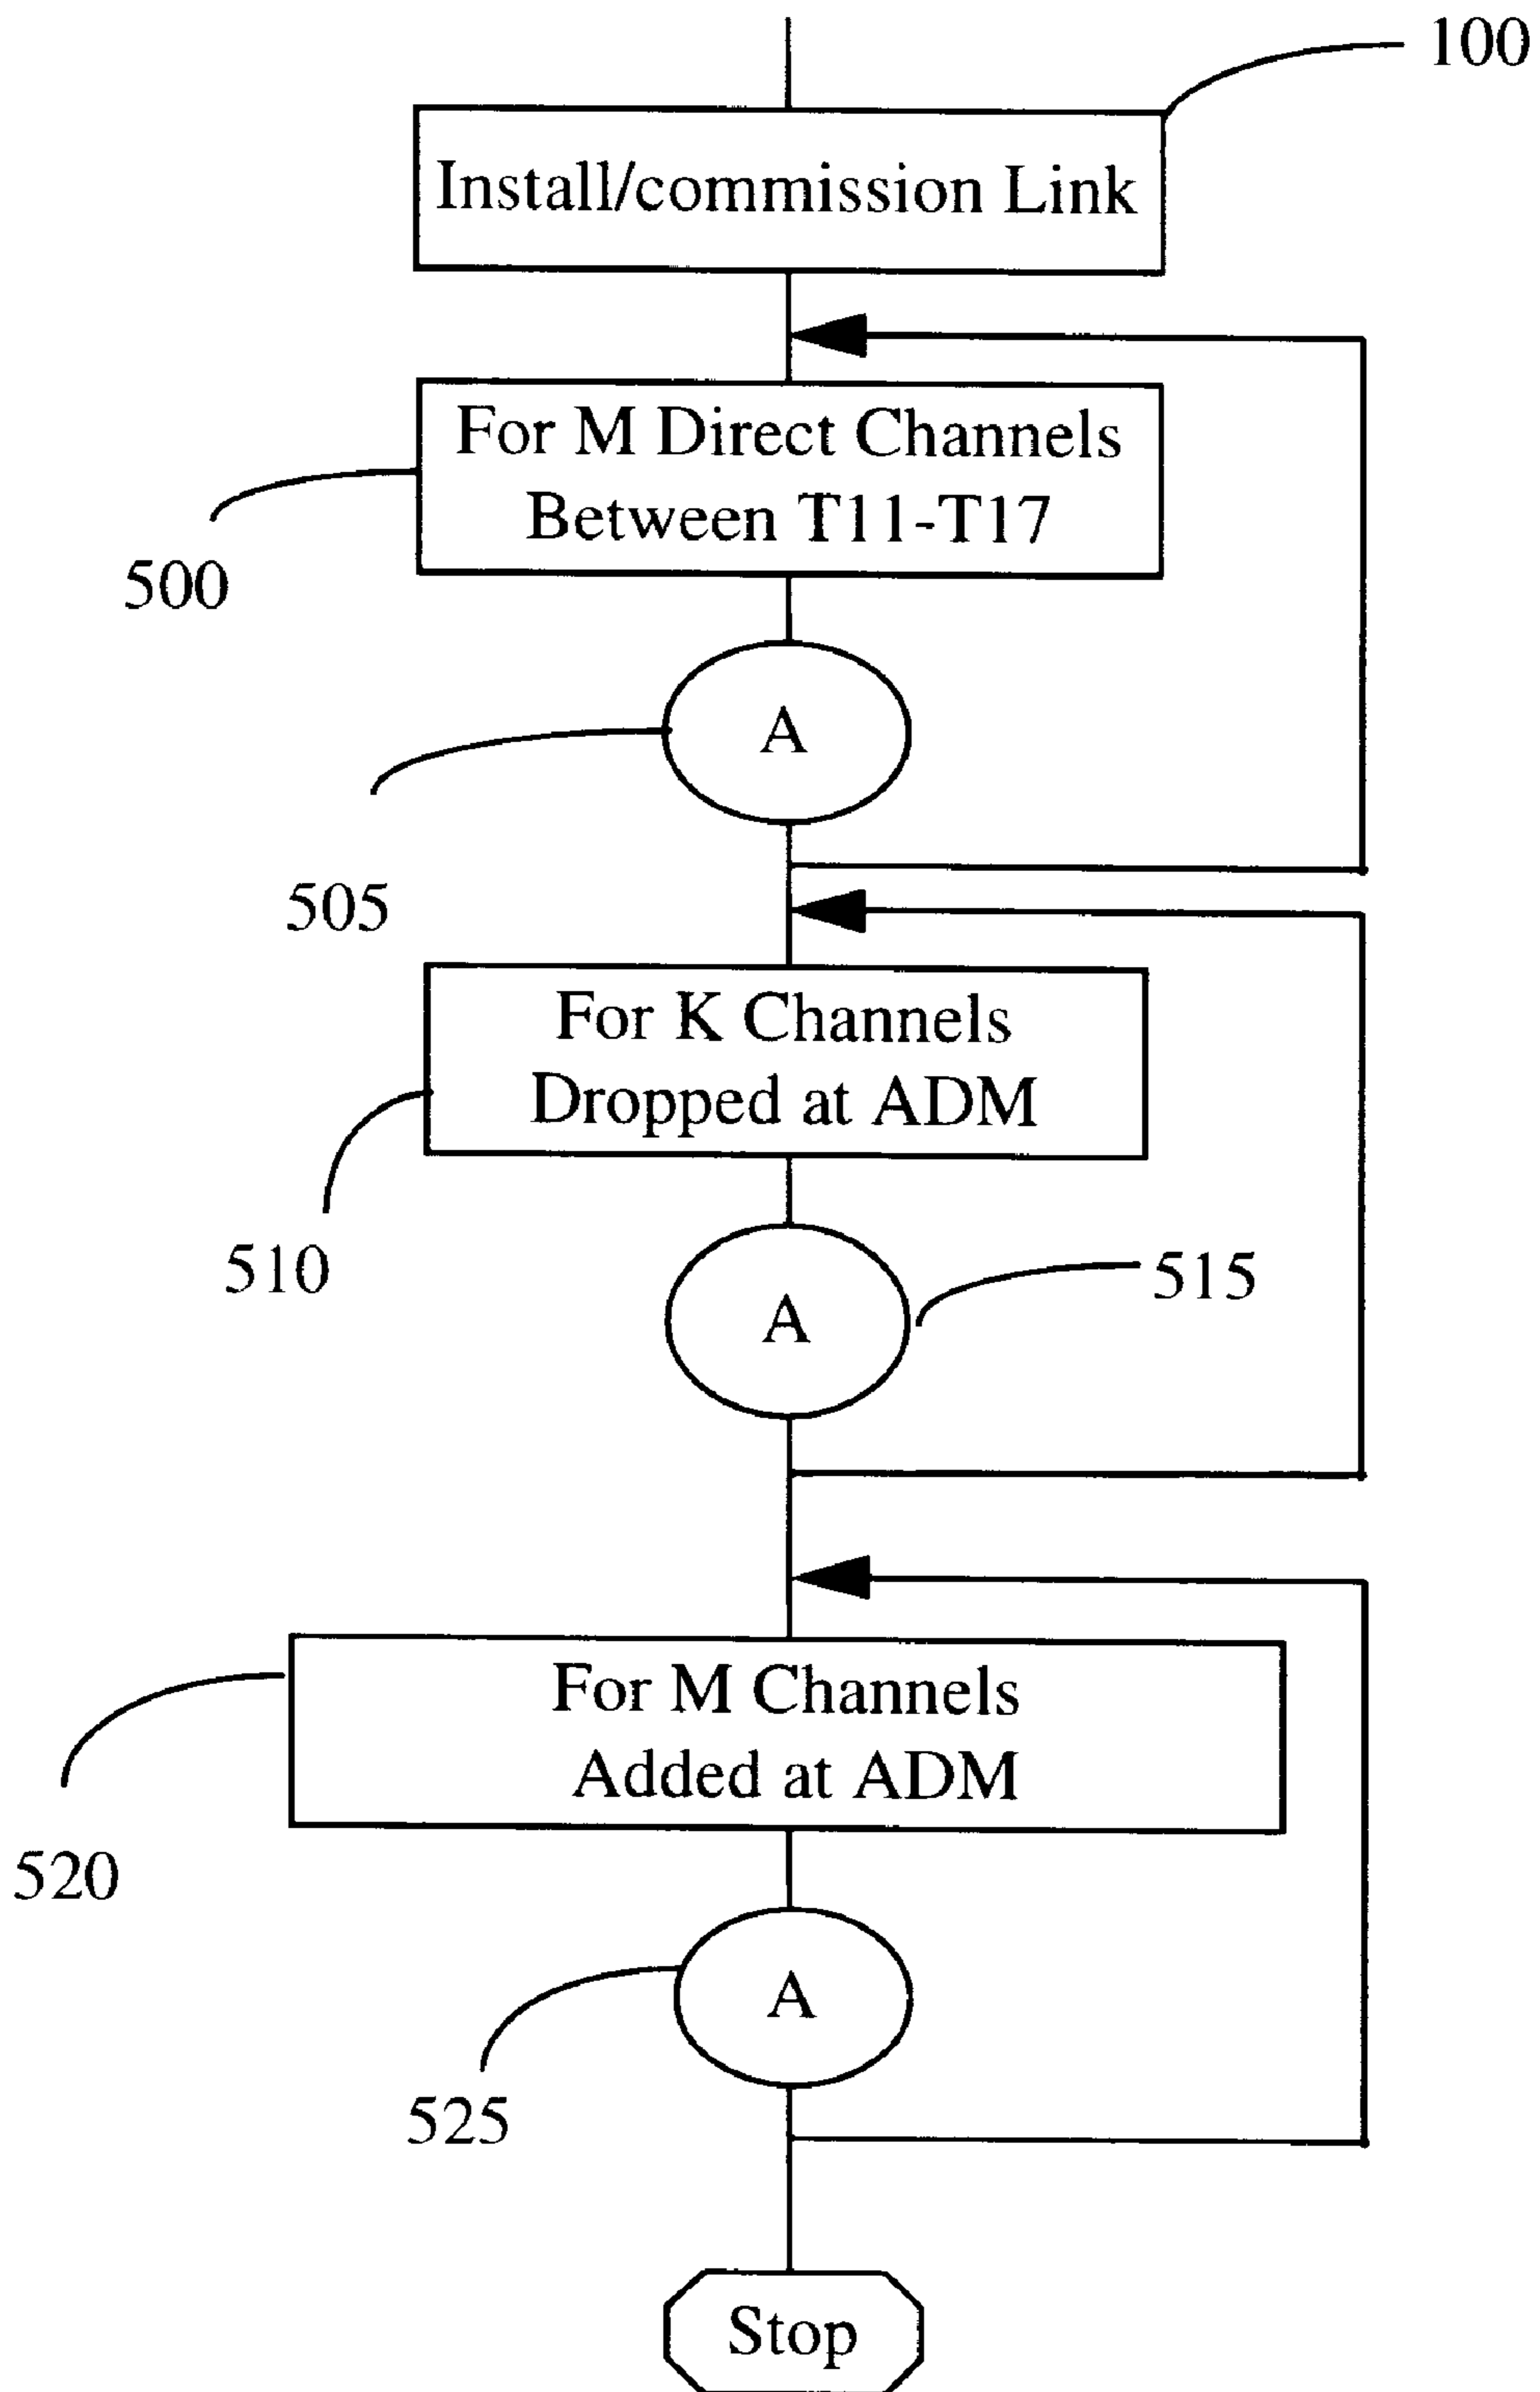 100
Install/commission Link
For M Direct Channels
Between T11-T17
500
A
505
For K Channels
Dropped at ADM
510
A
515
For M Channels
Added at ADM
520
A
525
Stop